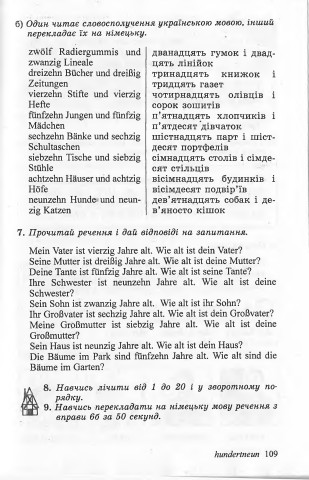 б) Один читає словосполучення українською мовою, інший
перекладає їх на німецьку.
zwölf Radiergummis und
zwanzig Lineale
dreizehn Bücher und dreißig
Zeitungen
vierzehn Stifte und vierzig
Hefte
fünfzehn Jungen und fünfzig
Mädchen
sechzehn Bänke und sechzig
Schultaschen
siebzehn Tische und siebzig
Stühle
achtzehn Häuser und achtzig
Höfe
neunzehn Hunde und neun-
zig Katzen
дванадцять гумок і двад-
цять лінійок
тринадцять книжок і
тридцять газет
чотирнадцять олівців і
сорок зошитів
п'ятнадцять хлопчиків і
п'ятдесят дівчаток
шістнадцять парт і шіст-
десят портфелів
сімнадцять столів і сімде-
сят стільців
вісімнадцять будинків і
вісімдесят подвір'їв
дев'ятнадцять собак і де-
в'яносто кішок
7. Прочитай речення і дай відповіді на запитання.
Mein Vater ist vierzig Jahre alt. Wie alt ist dein Vater?
Seine Mutter ist dreißig Jahre alt. Wie alt ist deine Mutter?
Deine Tante ist fünfzig Jahre alt. Wie alt ist seine Tante?
Ihre Schwester ist neunzehn Jahre alt. Wie alt ist deine
Schwester?
Sein Sohn ist zwanzig Jahre alt. Wie alt ist ihr Sohn?
Ihr Großvater ist sechzig Jahre alt. Wie alt ist dein Großvater?
Meine Großmutter ist siebzig Jahre alt. Wie alt ist deine
Großmutter?
Sein Haus ist neunzig Jahre alt. Wie alt ist dein Haus?
Die Bäume im Park sind fünfzehn Jahre alt. Wie alt sind die
Bäume im Garten?
8. Навчись лічити від 1 до 20 і у зворотному по-
рядку.
9. Навчись перекладати на німецьку мову речення з
вправи 6б за 50 секунд.
hundertneun 109